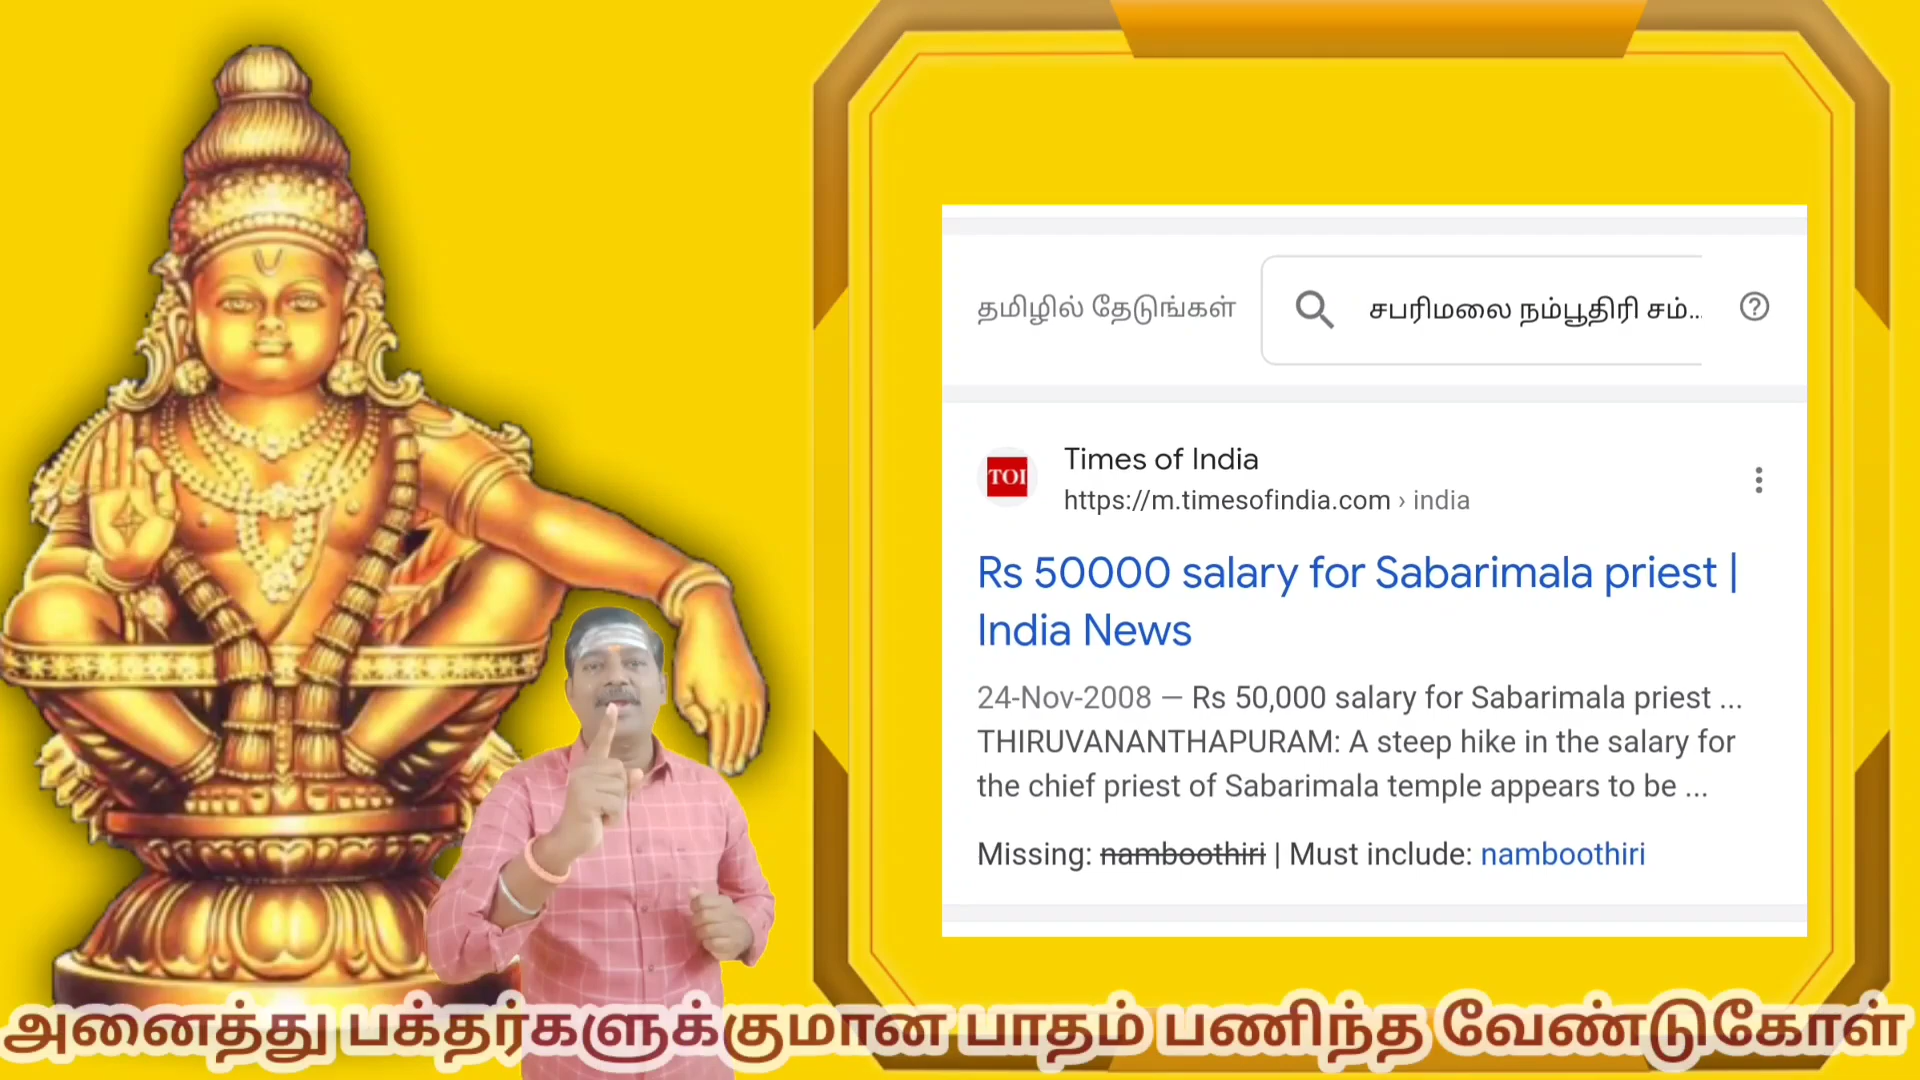 தமிழில் தேடுங்கள்
சபரிமலை நம்பூதிரி சம்...
TOI
Times of India
https://m.timesofindia.com › india
Rs 50000 salary for Sabarimala priest |
India News
24-Nov-2008 — Rs 50,000 salary for Sabarimala priest ...
THIRUVANANTHAPURAM: A steep hike in the salary for
the chief priest of Sabarimala temple appears to be ...
Missing: namboothiri | Must include: namboothiri
அனைத்து பக்தர்களுக்குமான பாதம் பணிந்த வேண்டுகோள்